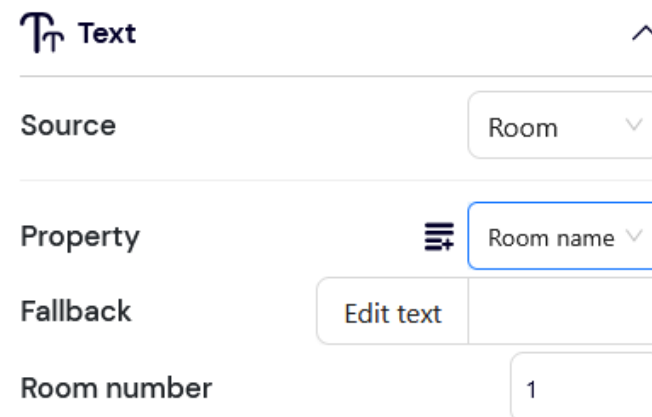 Text
Source Room
Property Room name
Fallback Edit text
Room number 1